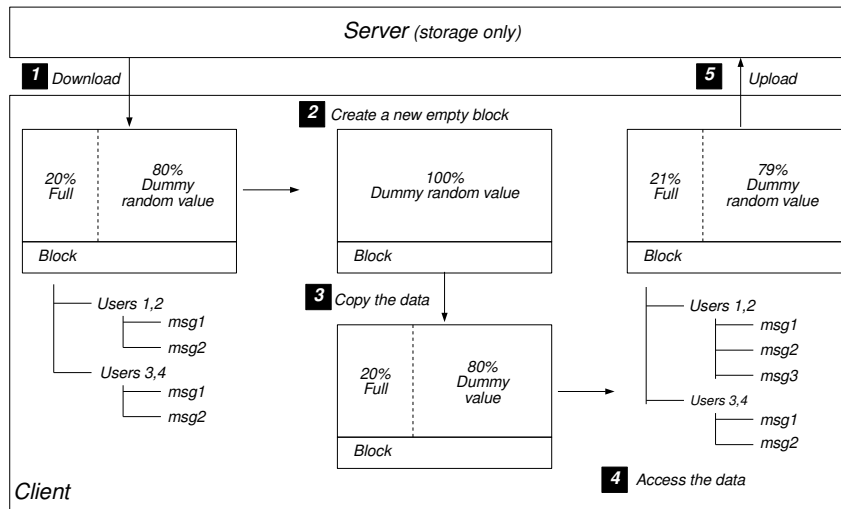 Server (storage only)
1 Download
5 Upload
2 Create a new empty block
20%
Full
80%
Dummy
random value
Block
100%
Dummy random value
21%
Full
79%
Dummy
random value
Block
3 Copy the data
Users 1,2
msg1
msg2
Users 3,4
msg1
msg2
20%
Full
80%
Dummy
value
Block
Users 1,2
msg1
msg2
msg3
Users 3,4
msg1
msg2
4 Access the data
Client